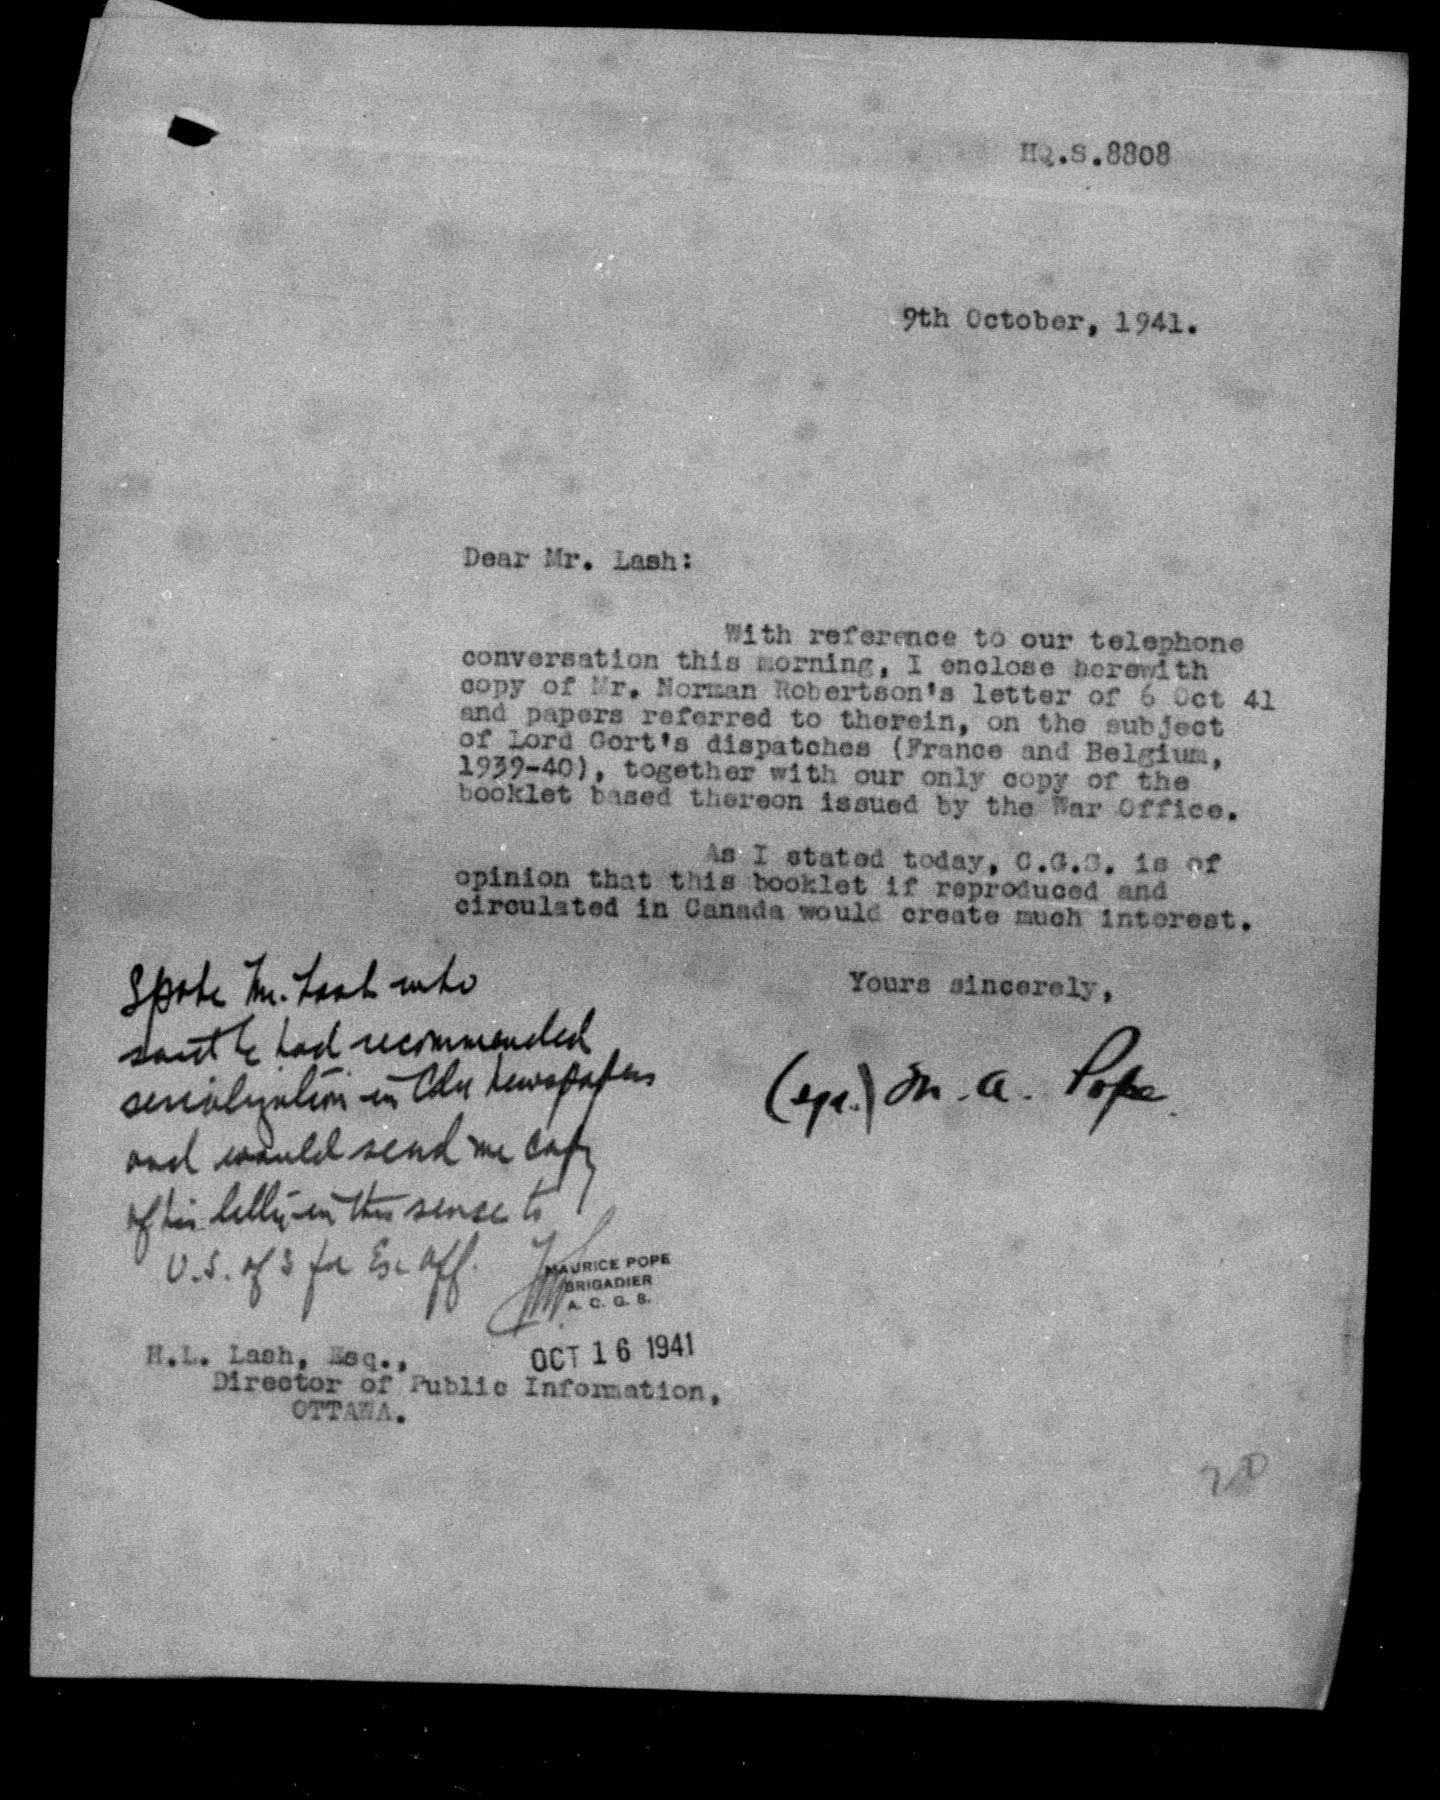 HQ.S.8808
9th October, 1941.
Dear Mr. Lash:
With reference to our telephone
conversation this morning, I enclose herewith
copy of Mr. Norman Robertson's letter of 6 Oct 41
and papers referred to therein, on the subject
of Lord Gort's dispatches (France and Belgium,
1939-40), together with our only copy of the
booklet based thereon issued by the War Office.
As I stated today, C.G.S. is of
opinion that this booklet if reproduced and
circulated in Canada would create much interest.
Yours sincerely,
(sgd.) M.A. Pope.
Spoke Mr. Lash who
said he had recommended
serialization in Cdn newspapers
and would send me copy
of his letter in this sense to
U.S. of S for Ex Aff.
MAURICE POPE
BRIGADIER
A. C. G. S.
OCT 16 1941
H.L. Lash, Esq.,
Director of Public Information,
OTTAWA.